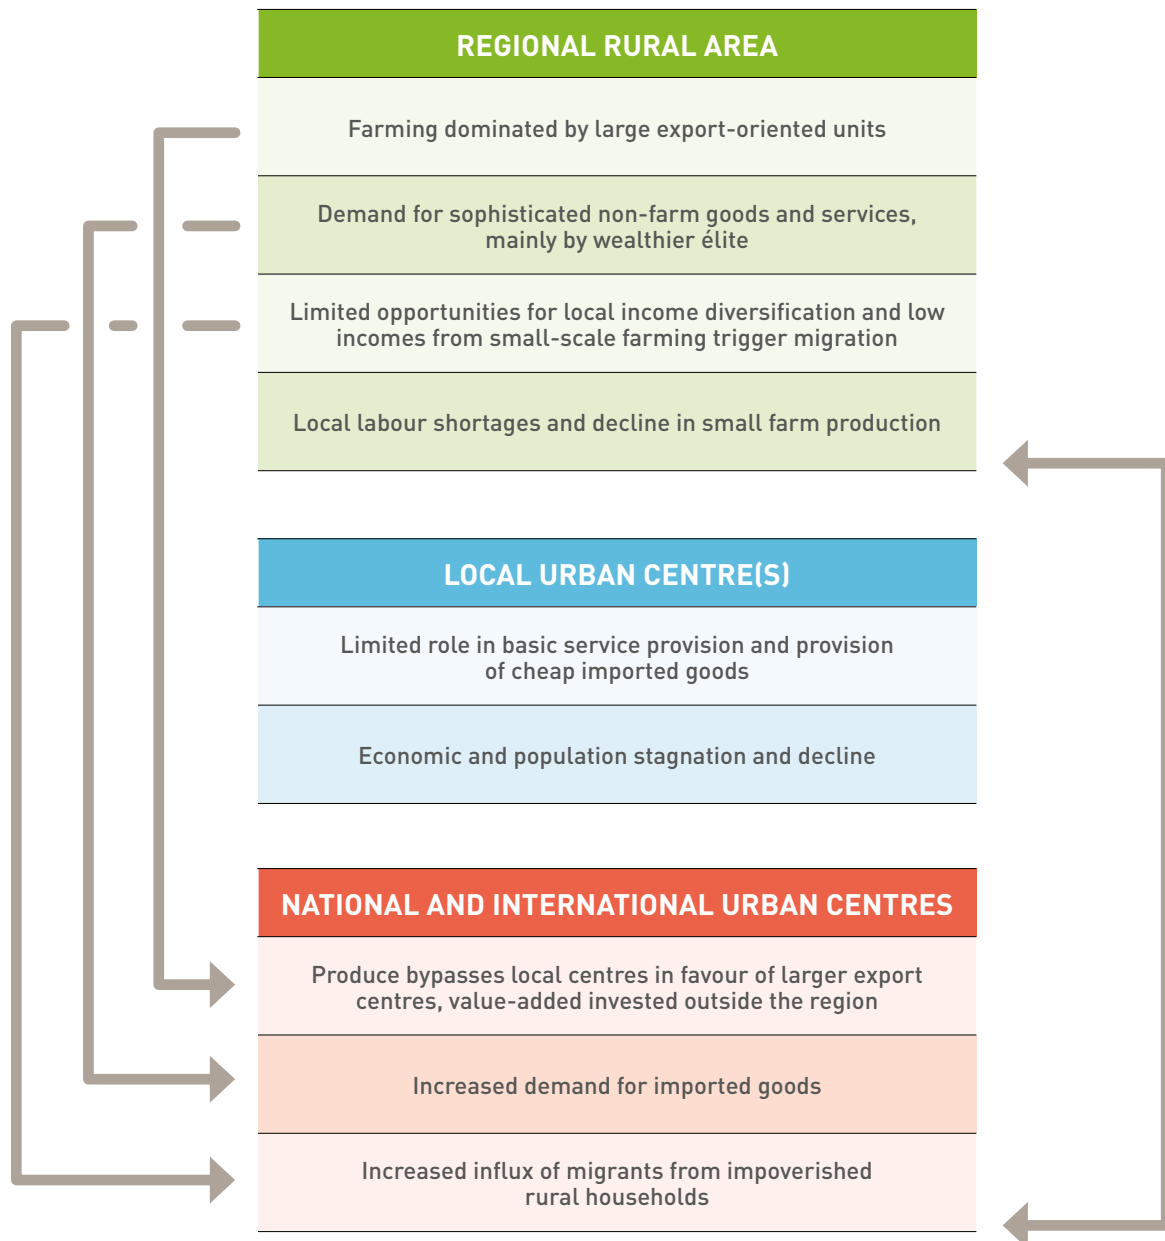 REGIONAL RURAL AREA
Farming dominated by large export-oriented units
Demand for sophisticated non-farm goods and services,
mainly by wealthier élite
Limited opportunities for local income diversification and low
incomes from small-scale farming trigger migration
Local labour shortages and decline in small farm production
LOCAL URBAN CENTRE(S)
Limited role in basic service provision and provision
of cheap imported goods
Economic and population stagnation and decline
NATIONAL AND INTERNATIONAL URBAN CENTRES
Produce bypasses local centres in favour of larger export
centres, value-added invested outside the region
Increased demand for imported goods
Increased influx of migrants from impoverished
rural households